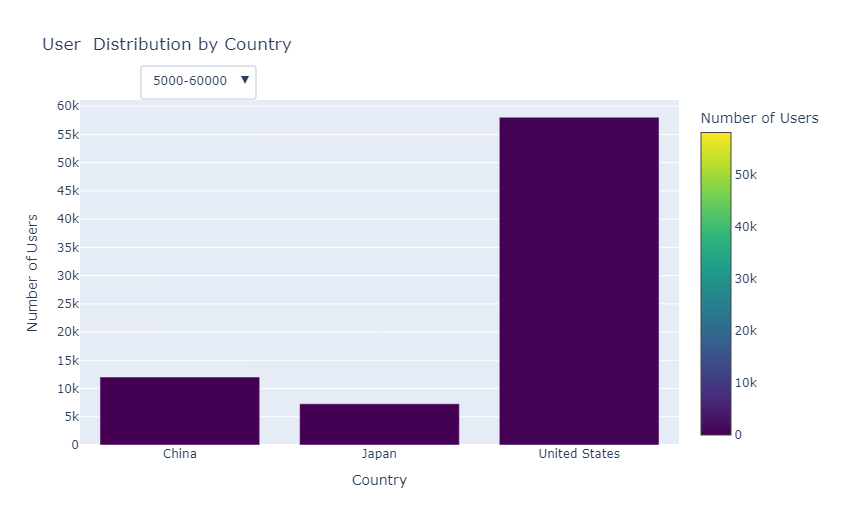 User  Distribution by Country
5000-60000 ▼
Number of Users
60k
55k
50k
45k
40k
35k
30k
25k
20k
15k
10k
5k
0
China
Japan
United States
Country
Number of Users
50k
40k
30k
20k
10k
0